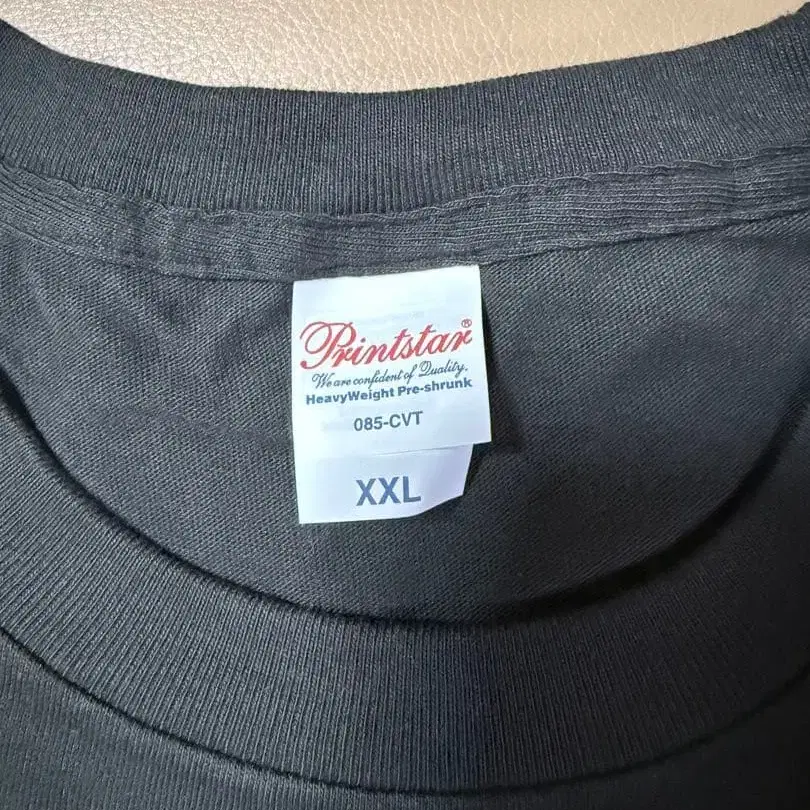 Printstar®
We are confident of Quality.
HeavyWeight Pre-shrunk
085-CVT
XXL